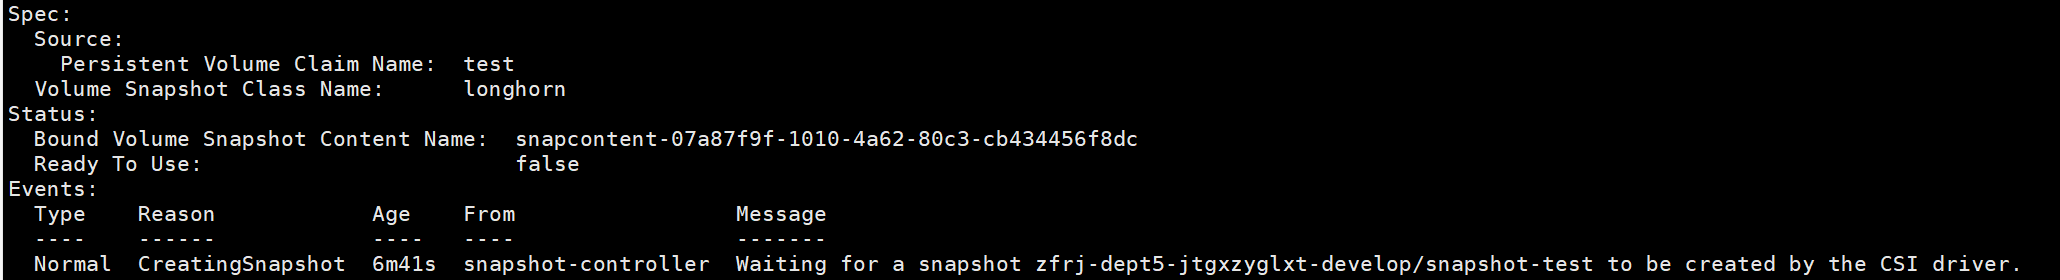 Spec:
  Source:
    Persistent Volume Claim Name:  test
  Volume Snapshot Class Name:      longhorn
Status:
  Bound Volume Snapshot Content Name:  snapcontent-07a87f9f-1010-4a62-80c3-cb434456f8dc
  Ready To Use:                        false
Events:
  Type    Reason            Age    From                 Message
  ----    ------            ----   ----                 -------
  Normal  CreatingSnapshot  6m41s  snapshot-controller  Waiting for a snapshot zfrj-dept5-jtgxzyglxt-develop/snapshot-test to be created by the CSI driver.